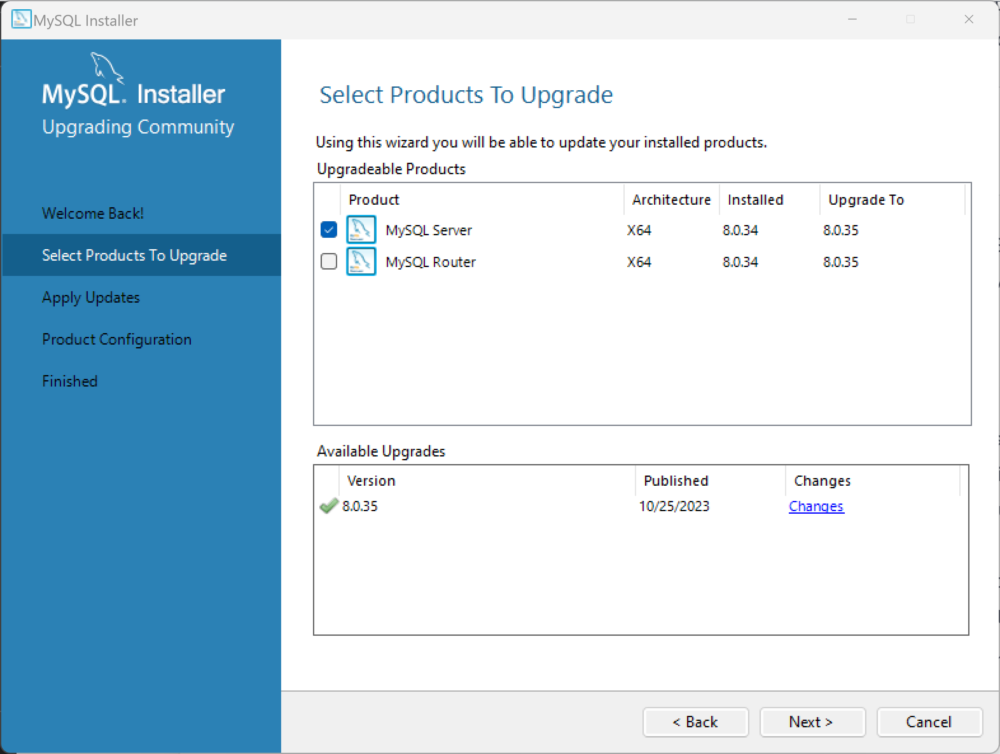 MySQL Installer
MySQL. Installer
Upgrading Community
Welcome Back!
Select Products To Upgrade
Apply Updates
Product Configuration
Finished
Select Products To Upgrade
Using this wizard you will be able to update your installed products.
Upgradeable Products
Product Architecture Installed Upgrade To
MySQL Server X64 8.0.34 8.0.35
MySQL Router X64 8.0.34 8.0.35
Available Upgrades
Version Published Changes
8.0.35 10/25/2023 Changes
< Back Next > Cancel